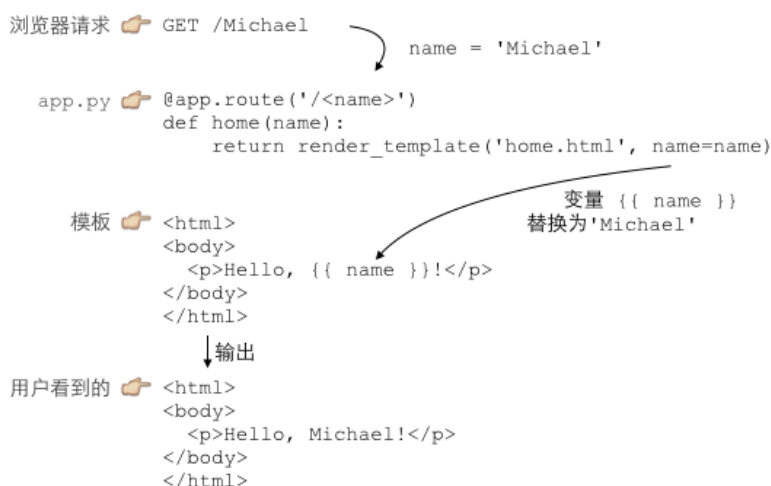 浏览器请求 GET /Michael
name = 'Michael'
app.py @app.route('/<name>')
def home(name):
return render_template('home.html', name=name)
变量 {{ name }}
替换为'Michael'
模板 <html>
<body>
<p>Hello, {{ name }}!</p>
</body>
</html>
输出
用户看到的 <html>
<body>
<p>Hello, Michael!</p>
</body>
</html>